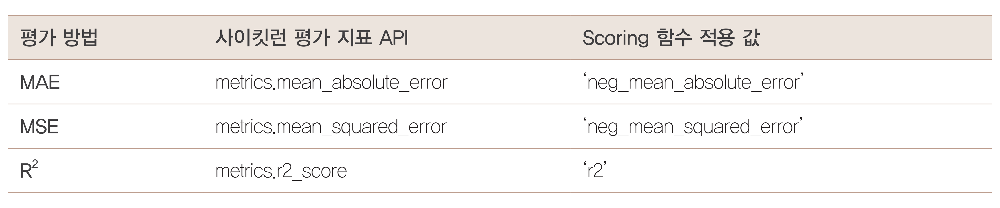 평가 방법 사이킷런 평가 지표 API Scoring 함수 적용 값
MAE metrics.mean_absolute_error ‘neg_mean_absolute_error’
MSE metrics.mean_squared_error ‘neg_mean_squared_error’
R² metrics.r2_score ‘r2’